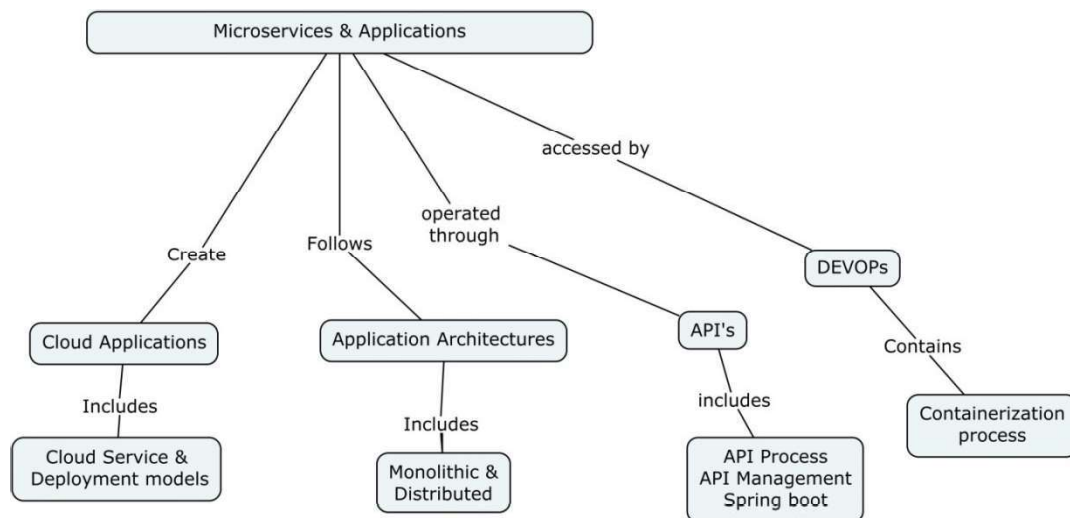 Microservices & Applications
accessed by
operated
through
Create
Follows
DEVOPs
Cloud Applications
Application Architectures
API's
Contains
Includes
Includes
includes
Containerization
process
Cloud Service &
Deployment models
Monolithic &
Distributed
API Process
API Management
Spring boot